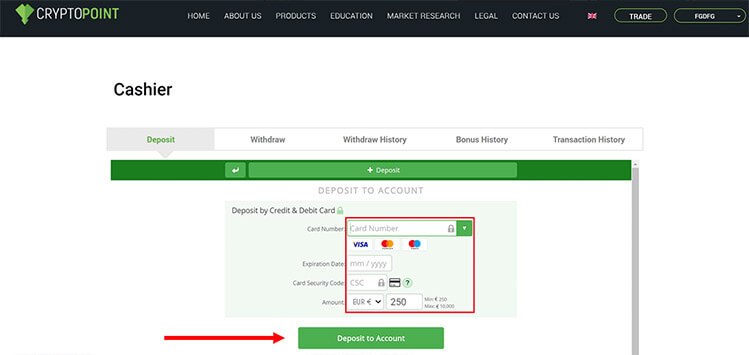 CRYPTOPOINT HOME ABOUT US PRODUCTS EDUCATION MARKET RESEARCH LEGAL CONTACT US TRADE FGDFG
Cashier
Deposit Withdraw Withdraw History Bonus History Transaction History
+ Deposit
DEPOSIT TO ACCOUNT
Deposit by Credit & Debit Card
Card Number: Card Number
VISA
Expiration Date: mm / yyyy
Card Security Code: CSC ?
Amount: EUR € 250 Min: € 250
Max: € 10,000
Deposit to Account